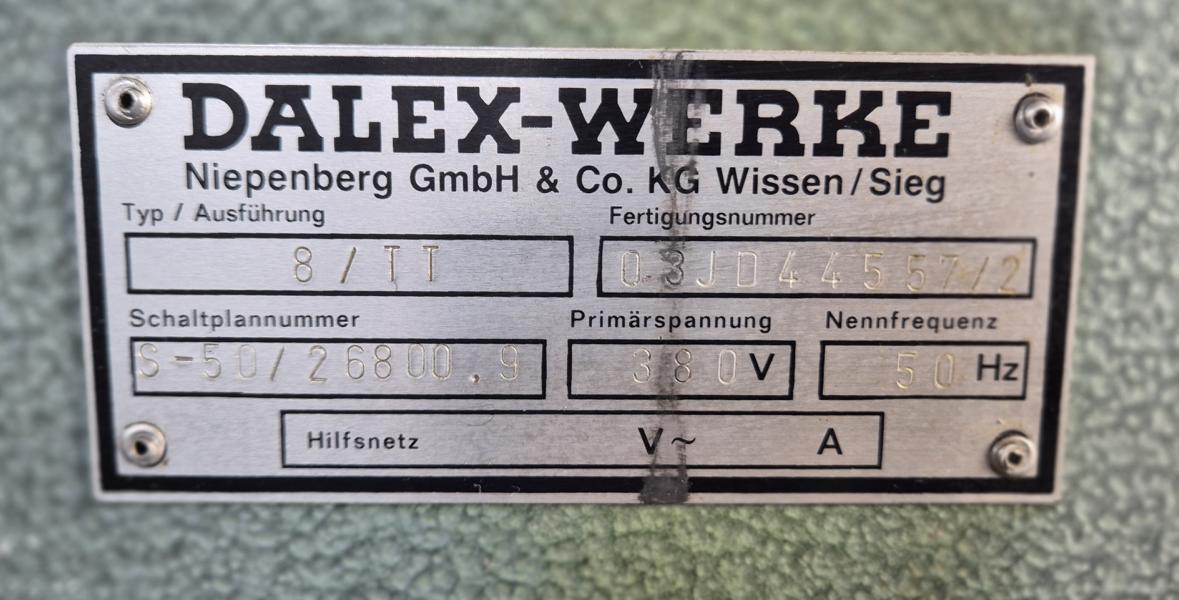 DALEX-WERKE
Niepenberg GmbH & Co. KG Wissen/Sieg
Typ / Ausführung Fertigungsnummer
8/TT 03JD44557/2
Schaltplannummer Primärspannung Nennfrequenz
S-50/26800.9 380 V 50 Hz
Hilfsnetz V~ A